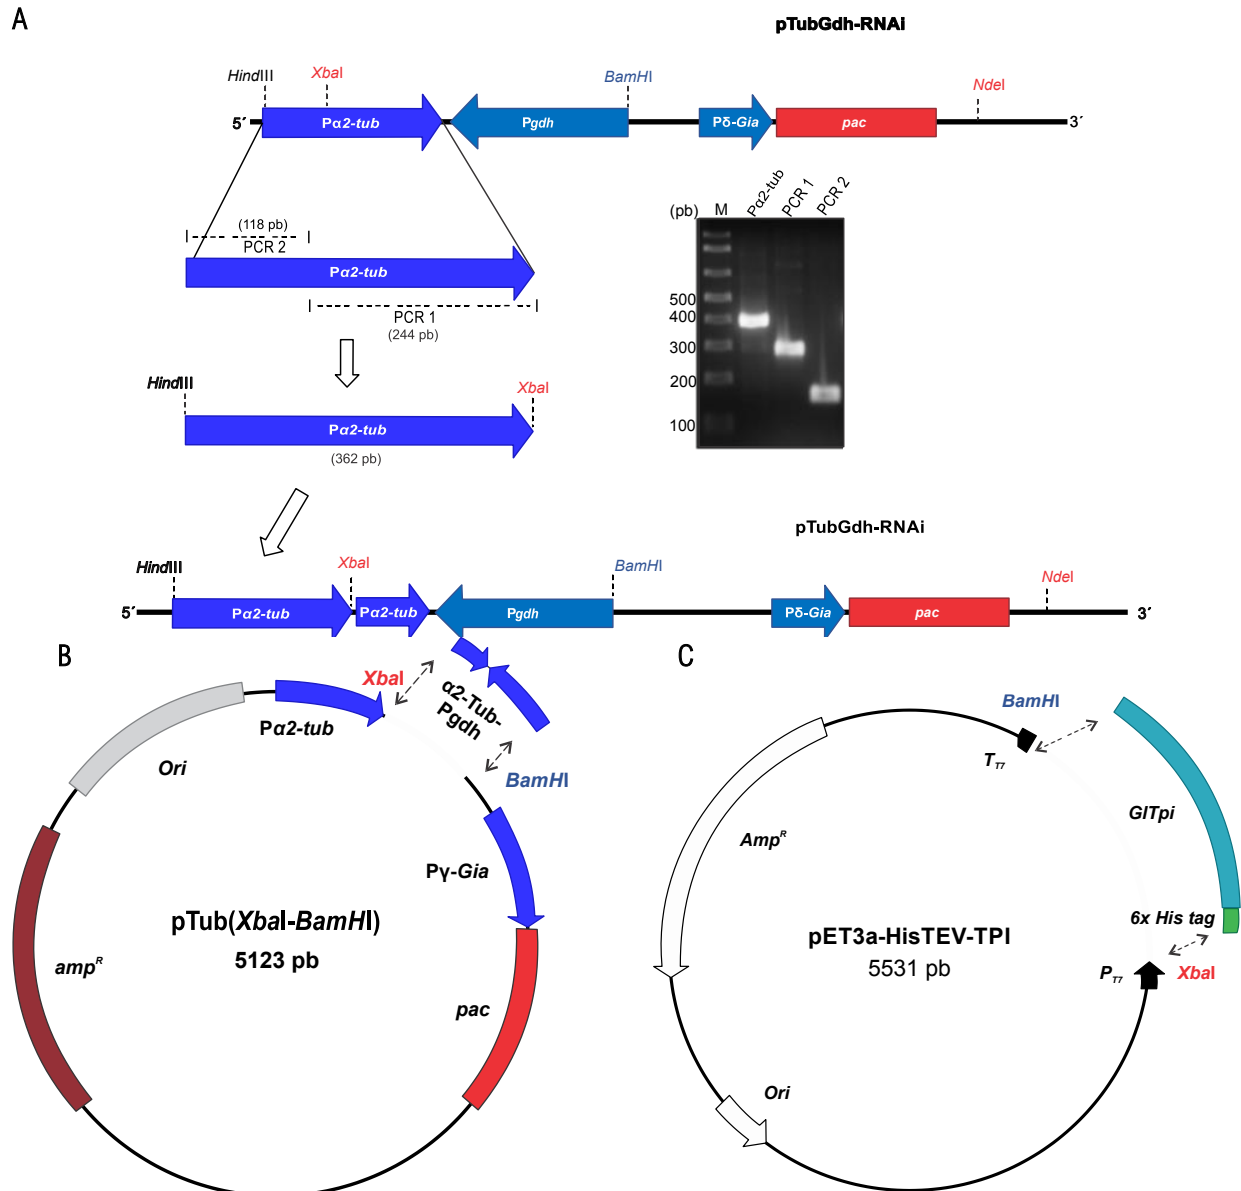 A
pTubGdh-RNAi
HindIII
XbaI
BamHI
NdeI
5´
Pα2-tub
Pgdh
Pδ-Gia
pac
3´
(118 pb)
PCR 2
Pα2-tub
PCR 1
(244 pb)
(pb)
M
Pα2-tub
PCR 1
PCR 2
500
400
300
200
100
HindIII
XbaI
Pα2-tub
(362 pb)
pTubGdh-RNAi
HindIII
XbaI
BamHI
NdeI
5´
Pα2-tub
Pα2-tub
Pgdh
Pδ-Gia
pac
3´
B
XbaI
α2-Tub-
Pgdh
BamHI
Pα2-tub
Ori
Pγ-Gia
pTub(XbaI-BamHI)
5123 pb
amp^R
pac
C
BamHI
T_T7
GlTpi
Amp^R
6x His tag
pET3a-HisTEV-TPI
5531 pb
P_T7
XbaI
Ori